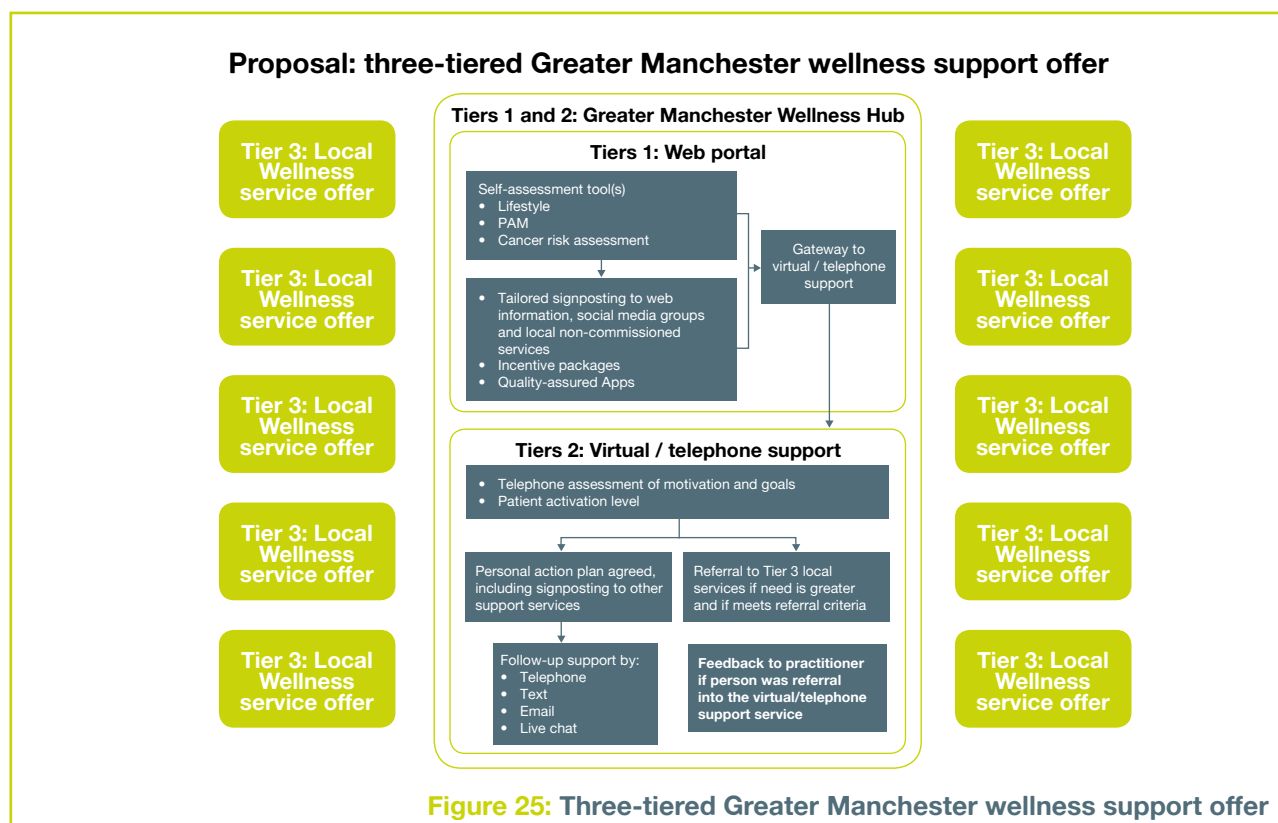 Proposal: three-tiered Greater Manchester wellness support offer
Tier 3: Local
Wellness
service offer
Tier 3: Local
Wellness
service offer
Tier 3: Local
Wellness
service offer
Tier 3: Local
Wellness
service offer
Tier 3: Local
Wellness
service offer
Tiers 1 and 2: Greater Manchester Wellness Hub
Tiers 1: Web portal
Self-assessment tool(s)
• Lifestyle
• PAM
• Cancer risk assessment
• Tailored signposting to web
information, social media groups
and local non-commissioned
services
• Incentive packages
• Quality-assured Apps
Gateway to
virtual / telephone
support
Tiers 2: Virtual / telephone support
• Telephone assessment of motivation and goals
• Patient activation level
Personal action plan agreed,
including signposting to other
support services
Referral to Tier 3 local
services if need is greater
and if meets referral criteria
Follow-up support by:
• Telephone
• Text
• Email
• Live chat
Feedback to practitioner
if person was referral
into the virtual/telephone
support service
Tier 3: Local
Wellness
service offer
Tier 3: Local
Wellness
service offer
Tier 3: Local
Wellness
service offer
Tier 3: Local
Wellness
service offer
Tier 3: Local
Wellness
service offer
Figure 25: Three-tiered Greater Manchester wellness support offer